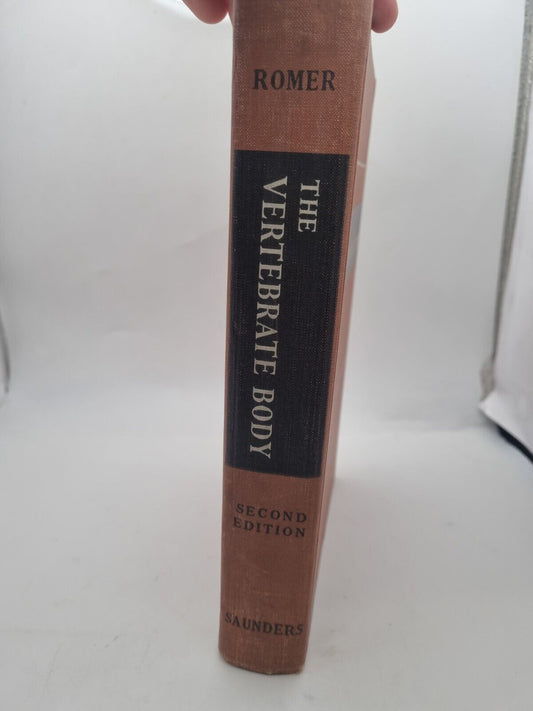 ROMER
THE
VERTEBRATE BODY
SECOND
EDITION
SAUNDERS